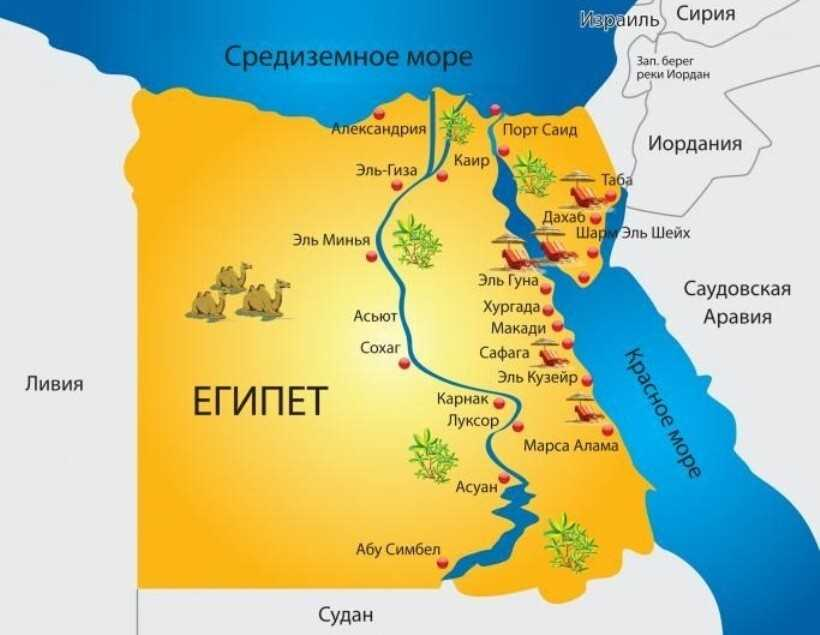 Израиль
Сирия
Средиземное море
Зап. берег
реки Иордан
Александрия
Порт Саид
Иордания
Каир
Эль-Гиза
Таба
Дахаб
Шарм Эль Шейх
Эль Минья
Эль Гуна
Саудовская
Аравия
Хургада
Асьют
Макади
Сохаг
Сафага
Эль Кузейр
Ливия
ЕГИПЕТ
Карнак
Красное море
Луксор
Марса Алама
Асуан
Абу Симбел
Судан